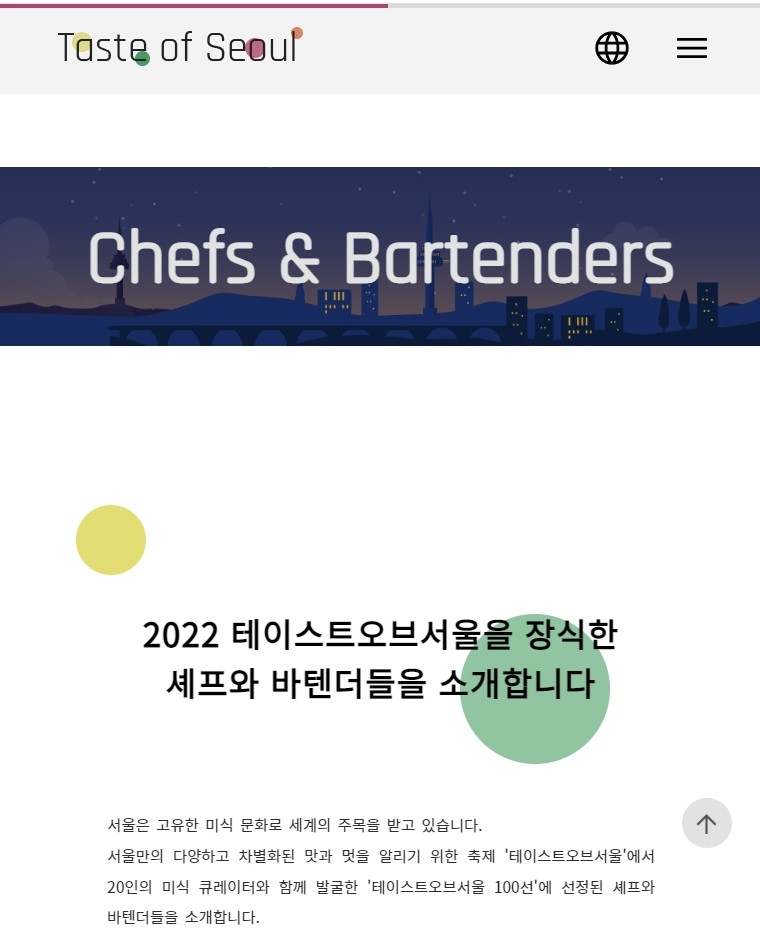 Taste of Seoul
Chefs & Bartenders
2022 테이스트오브서울을 장식한
셰프와 바텐더들을 소개합니다
서울은 고유한 미식 문화로 세계의 주목을 받고 있습니다.
서울만의 다양하고 차별화된 맛과 멋을 알리기 위한 축제 '테이스트오브서울'에서
20인의 미식 큐레이터와 함께 발굴한 '테이스트오브서울 100선'에 선정된 셰프와
바텐더들을 소개합니다.